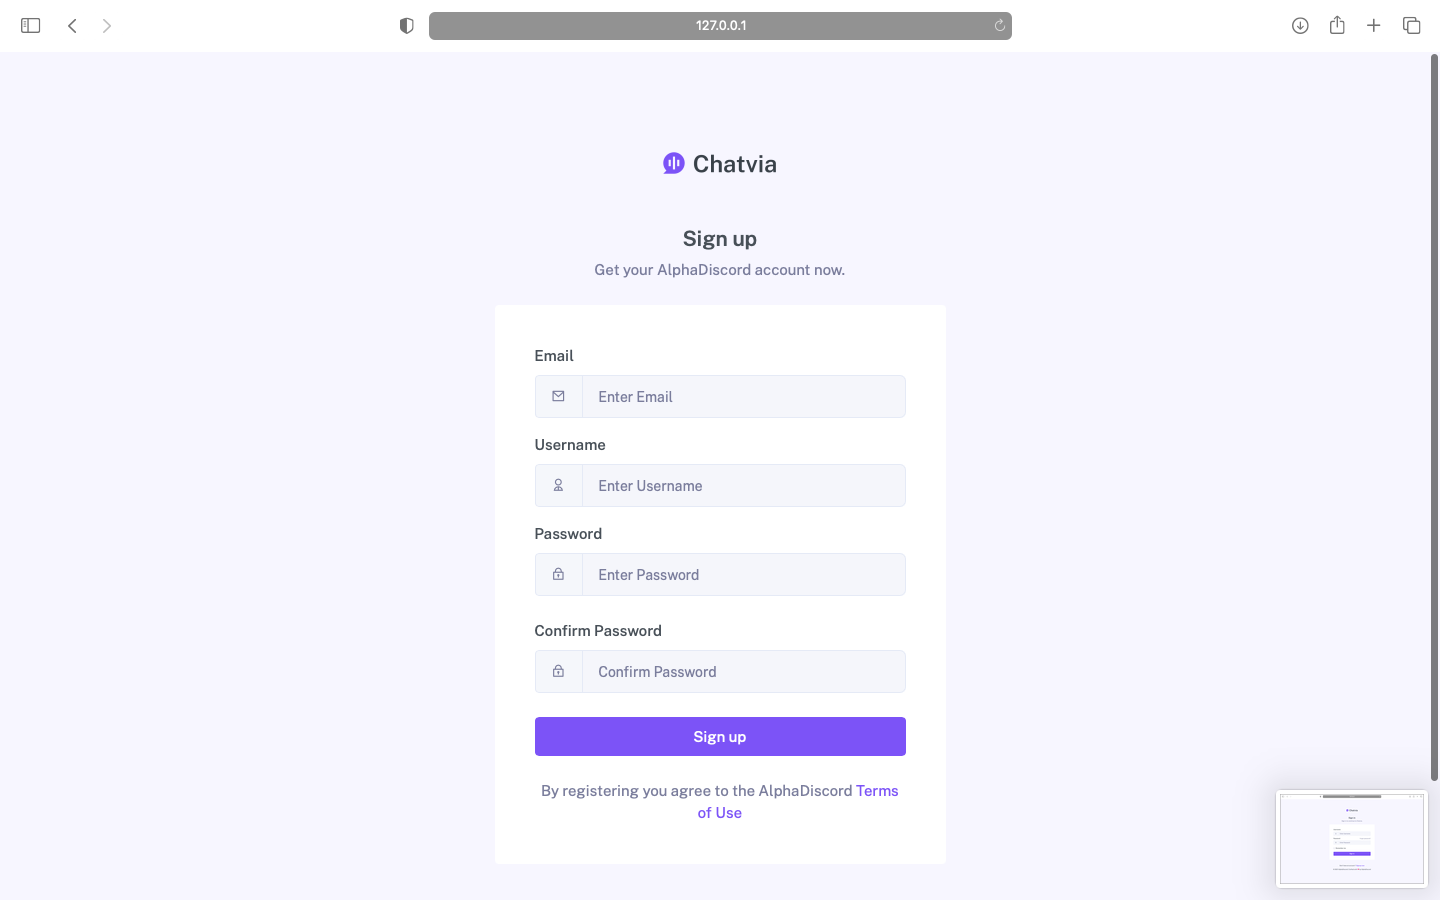 127.0.0.1
Chatvia
Sign up
Get your AlphaDiscord account now.
Email
Enter Email
Username
Enter Username
Password
Enter Password
Confirm Password
Confirm Password
Sign up
By registering you agree to the AlphaDiscord Terms
of Use